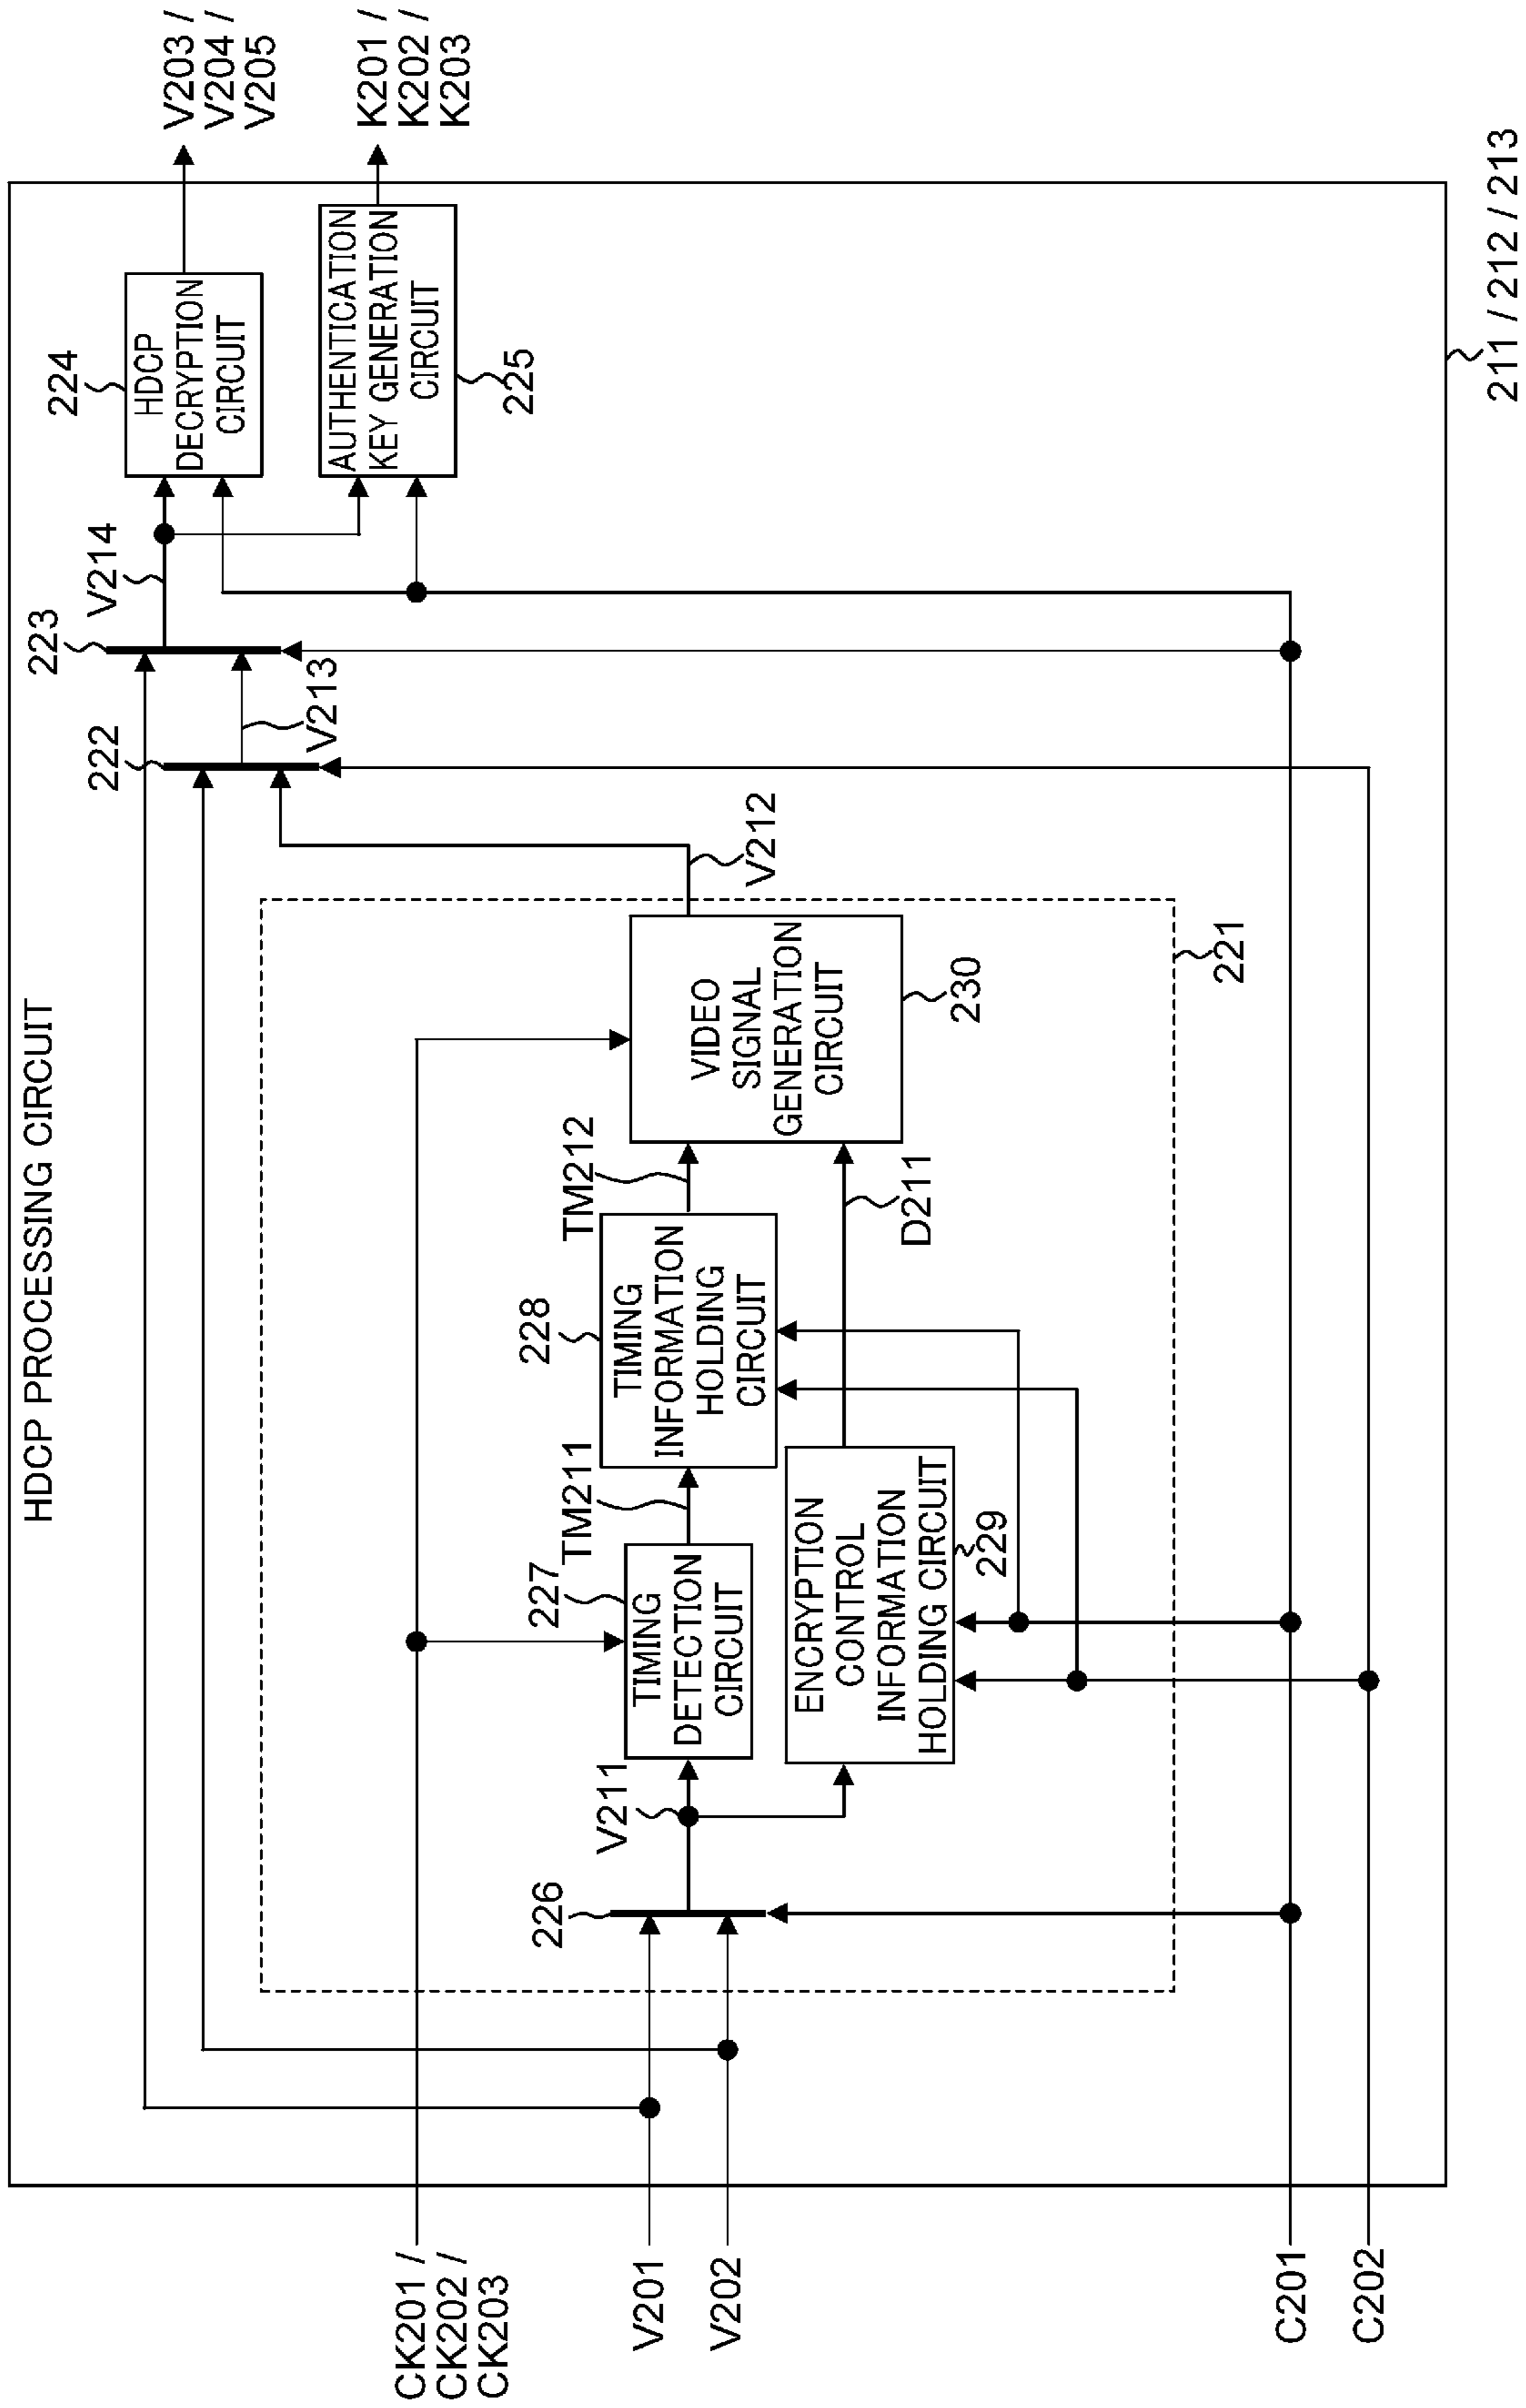 HDCP PROCESSING CIRCUIT
CK201 /
CK202 /
CK203
V201
V202
C201
C202
226
V211
227
TIMING
DETECTION
CIRCUIT
TM211
228
TIMING
INFORMATION
HOLDING
CIRCUIT
TM212
ENCRYPTION
CONTROL
INFORMATION
HOLDING CIRCUIT
229
D211
VIDEO
SIGNAL
GENERATION
CIRCUIT
230
221
V212
222
V213
223
V214
224
HDCP
DECRYPTION
CIRCUIT
AUTHENTICATION
KEY GENERATION
CIRCUIT
225
V203 /
V204 /
V205
K201 /
K202 /
K203
211 / 212 / 213